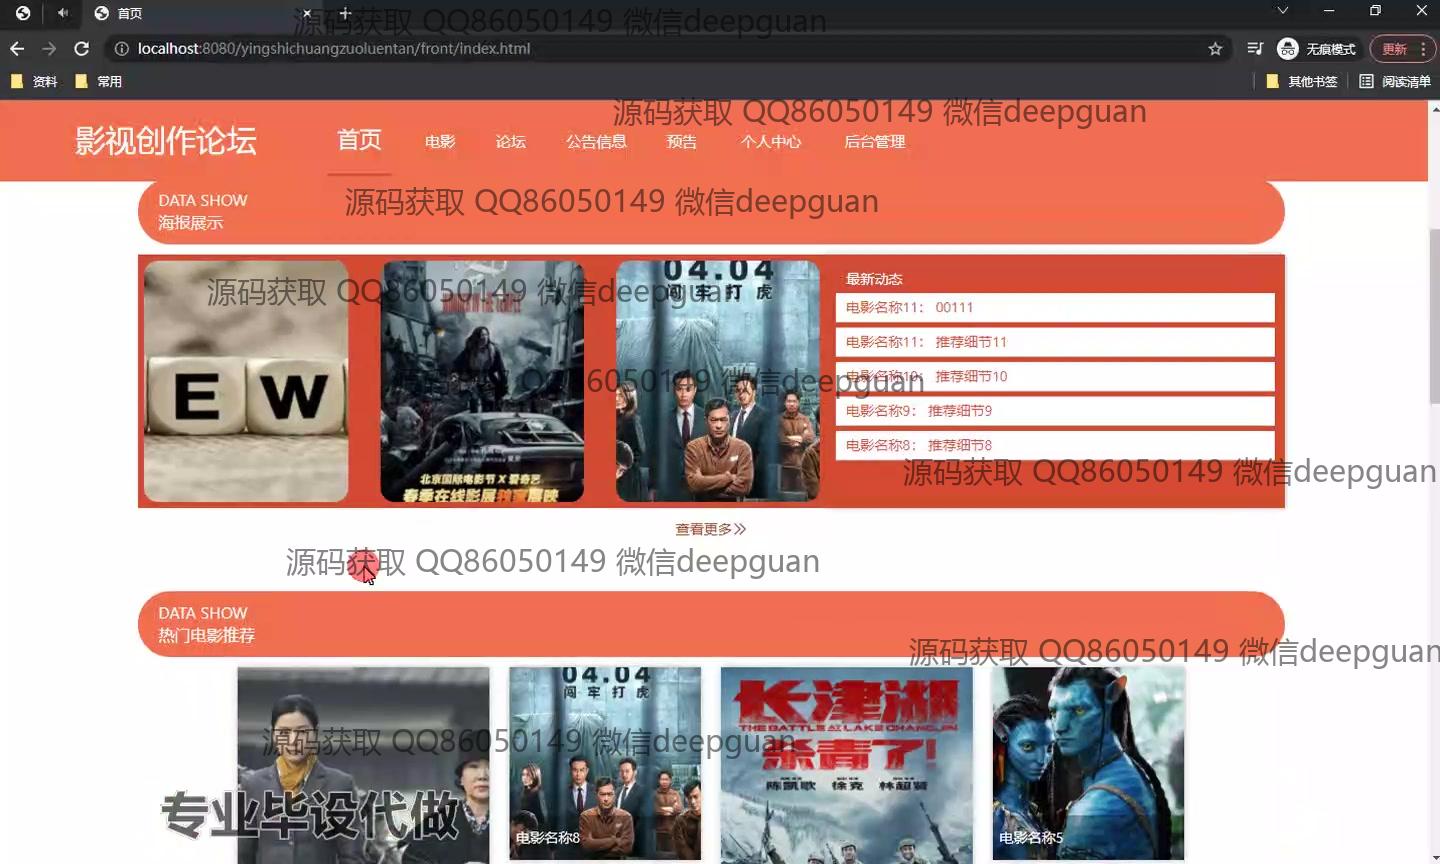 首页
源码获取 QQ86050149 微信deepguan
localhost:8080/yingshichuangzuoluentan/front/index.html
无痕模式
更新
资料
常用
其他书签
阅读清单
源码获取 QQ86050149 微信deepguan
影视创作论坛
首页
电影
论坛
公告信息
预告
个人中心
后台管理
DATA SHOW
海报展示
源码获取 QQ86050149 微信deepguan
04.04
闯牢打虎
最新动态
源码获取 QQ86050149 微信deepguan
电影名称11: 00111
电影名称11: 推荐细节11
电影名称10: 推荐细节10
源码获取 QQ86050149 微信deepguan
E W
电影名称9: 推荐细节9
电影名称8: 推荐细节8
源码获取 QQ86050149 微信deepguan
北京国际电影节 X 爱奇艺
春季在线影展独家展映
查看更多
源码获取 QQ86050149 微信deepguan
DATA SHOW
热门电影推荐
源码获取 QQ86050149 微信deepguan
04.04
闯牢打虎
长津湖
THE BATTLE AT LAKE CHANGJIN
杀青了!
源码获取 QQ86050149 微信deepguan
陈凯歌 徐克 林超贤
专业毕设代做
电影名称8
电影名称5